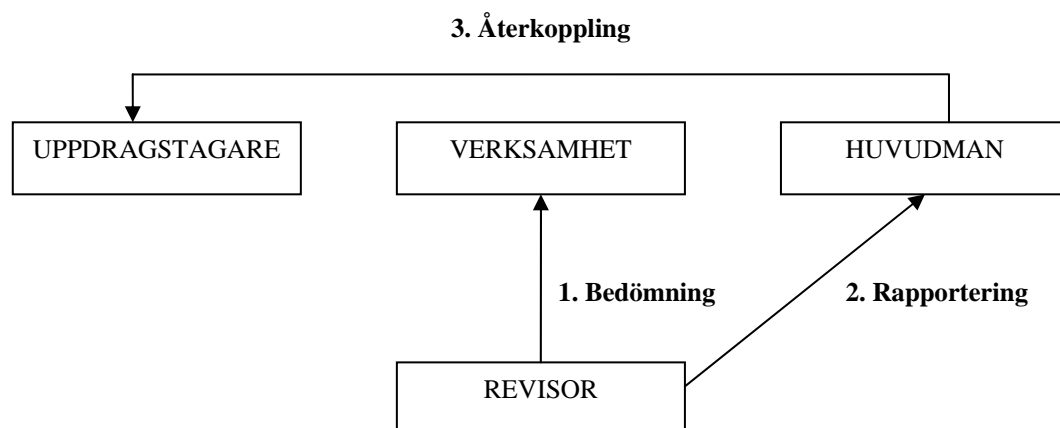 3. Återkoppling
UPPDRAGSTAGARE
VERKSAMHET
HUVUDMAN
1. Bedömning
2. Rapportering
REVISOR